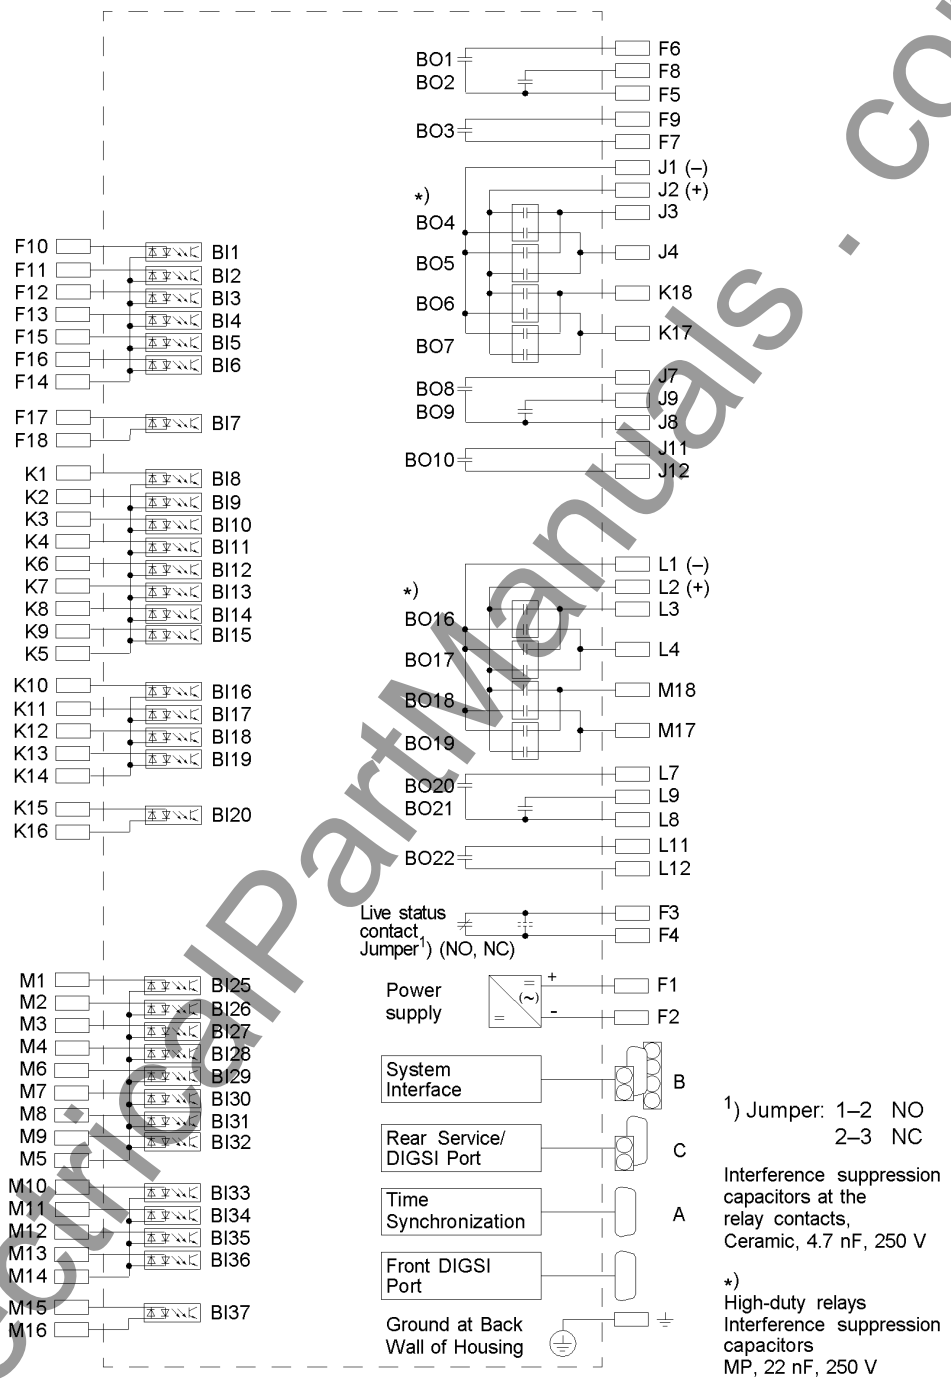 F10
F11
F12
F13
F15
F16
F14
BI1
BI2
BI3
BI4
BI5
BI6
F17
F18
BI7
K1
K2
K3
K4
K6
K7
K8
K9
K5
BI8
BI9
BI10
BI11
BI12
BI13
BI14
BI15
K10
K11
K12
K13
K14
BI16
BI17
BI18
BI19
K15
K16
BI20
M1
M2
M3
M4
M6
M7
M8
M9
M5
BI25
BI26
BI27
BI28
BI29
BI30
BI31
BI32
M10
M11
M12
M13
M14
BI33
BI34
BI35
BI36
M15
M16
BI37
BO1
BO2
F6
F8
F5
BO3
F9
F7
*)
BO4
BO5
BO6
BO7
J1 (–)
J2 (+)
J3
J4
K18
K17
BO8
BO9
J7
J9
J8
BO10
J11
J12
*)
BO16
BO17
BO18
BO19
L1 (–)
L2 (+)
L3
L4
M18
M17
BO20
BO21
L7
L9
L8
BO22
L11
L12
Live status
contact
Jumper¹) (NO, NC)
F3
F4
Power
supply
= (~) =
+
-
F1
F2
System
Interface
B
Rear Service/
DIGSI Port
C
Time
Synchronization
A
Front DIGSI
Port
Ground at Back
Wall of Housing
¹) Jumper: 1–2 NO
2–3 NC
Interference suppression
capacitors at the
relay contacts,
Ceramic, 4.7 nF, 250 V
*)
High-duty relays
Interference suppression
capacitors
MP, 22 nF, 250 V
ectricalPartManuals . co